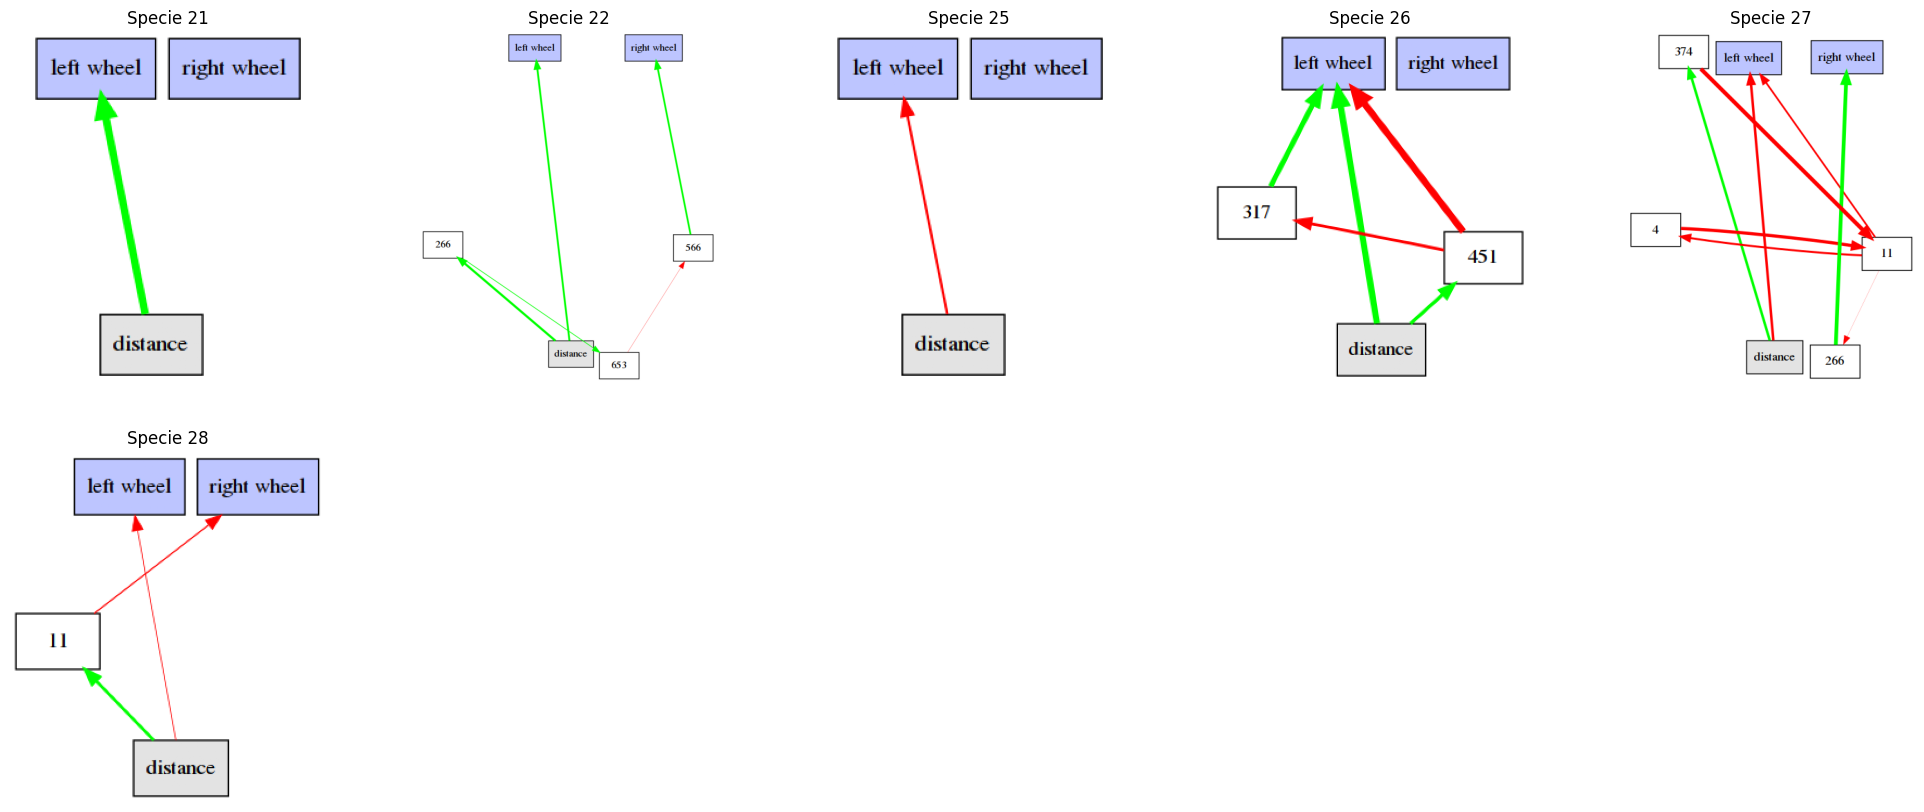 Specie 21
left wheel
right wheel
distance
Specie 22
left wheel
right wheel
266
566
distance
653
Specie 25
left wheel
right wheel
distance
Specie 26
left wheel
right wheel
317
451
distance
Specie 27
374
left wheel
right wheel
4
11
distance
266
Specie 28
left wheel
right wheel
11
distance